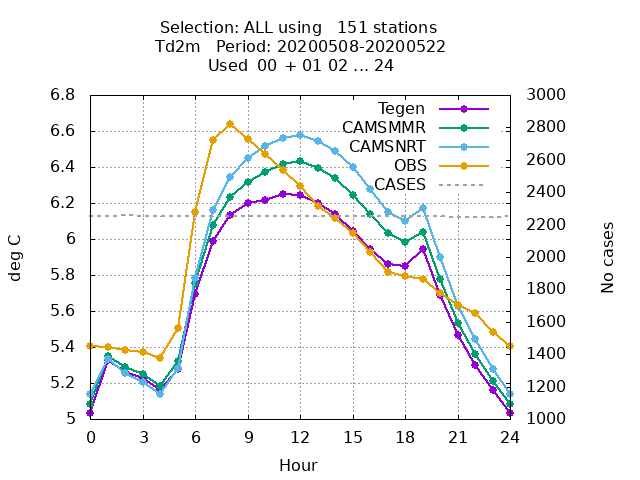 Selection: ALL using   151 stations
Td2m   Period: 20200508-20200522
Used  00 + 01 02 ... 24
6.8
6.6
6.4
6.2
6
5.8
5.6
5.4
5.2
5
deg C
Tegen
CAMSMMR
CAMSNRT
OBS
CASES
3000
2800
2600
2400
2200
2000
1800
1600
1400
1200
1000
No cases
0 3 6 9 12 15 18 21 24
Hour